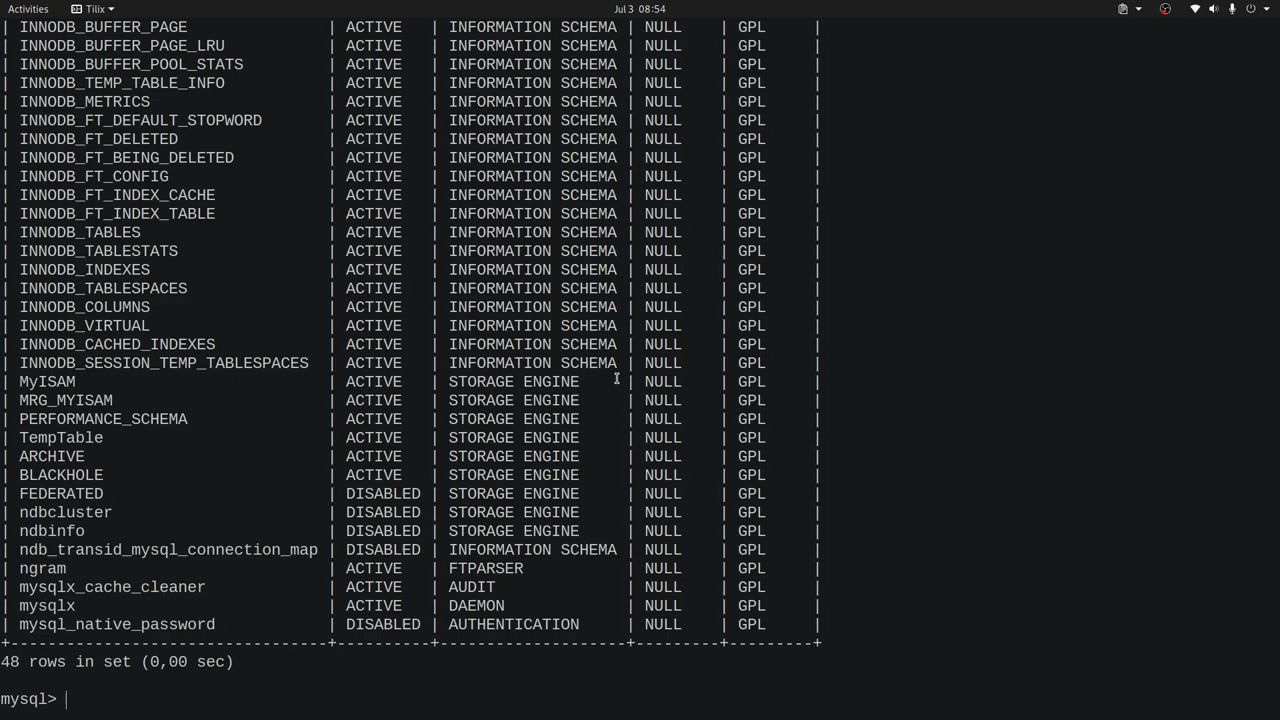 Activities Tilix Jul 3 08:54
| INNODB_BUFFER_PAGE | ACTIVE | INFORMATION SCHEMA | NULL | GPL |
| INNODB_BUFFER_PAGE_LRU | ACTIVE | INFORMATION SCHEMA | NULL | GPL |
| INNODB_BUFFER_POOL_STATS | ACTIVE | INFORMATION SCHEMA | NULL | GPL |
| INNODB_TEMP_TABLE_INFO | ACTIVE | INFORMATION SCHEMA | NULL | GPL |
| INNODB_METRICS | ACTIVE | INFORMATION SCHEMA | NULL | GPL |
| INNODB_FT_DEFAULT_STOPWORD | ACTIVE | INFORMATION SCHEMA | NULL | GPL |
| INNODB_FT_DELETED | ACTIVE | INFORMATION SCHEMA | NULL | GPL |
| INNODB_FT_BEING_DELETED | ACTIVE | INFORMATION SCHEMA | NULL | GPL |
| INNODB_FT_CONFIG | ACTIVE | INFORMATION SCHEMA | NULL | GPL |
| INNODB_FT_INDEX_CACHE | ACTIVE | INFORMATION SCHEMA | NULL | GPL |
| INNODB_FT_INDEX_TABLE | ACTIVE | INFORMATION SCHEMA | NULL | GPL |
| INNODB_TABLES | ACTIVE | INFORMATION SCHEMA | NULL | GPL |
| INNODB_TABLESTATS | ACTIVE | INFORMATION SCHEMA | NULL | GPL |
| INNODB_INDEXES | ACTIVE | INFORMATION SCHEMA | NULL | GPL |
| INNODB_TABLESPACES | ACTIVE | INFORMATION SCHEMA | NULL | GPL |
| INNODB_COLUMNS | ACTIVE | INFORMATION SCHEMA | NULL | GPL |
| INNODB_VIRTUAL | ACTIVE | INFORMATION SCHEMA | NULL | GPL |
| INNODB_CACHED_INDEXES | ACTIVE | INFORMATION SCHEMA | NULL | GPL |
| INNODB_SESSION_TEMP_TABLESPACES | ACTIVE | INFORMATION SCHEMA | NULL | GPL |
| MyISAM | ACTIVE | STORAGE ENGINE | NULL | GPL |
| MRG_MYISAM | ACTIVE | STORAGE ENGINE | NULL | GPL |
| PERFORMANCE_SCHEMA | ACTIVE | STORAGE ENGINE | NULL | GPL |
| TempTable | ACTIVE | STORAGE ENGINE | NULL | GPL |
| ARCHIVE | ACTIVE | STORAGE ENGINE | NULL | GPL |
| BLACKHOLE | ACTIVE | STORAGE ENGINE | NULL | GPL |
| FEDERATED | DISABLED | STORAGE ENGINE | NULL | GPL |
| ndbcluster | DISABLED | STORAGE ENGINE | NULL | GPL |
| ndbinfo | DISABLED | STORAGE ENGINE | NULL | GPL |
| ndb_transid_mysql_connection_map | DISABLED | INFORMATION SCHEMA | NULL | GPL |
| ngram | ACTIVE | FTPARSER | NULL | GPL |
| mysqlx_cache_cleaner | ACTIVE | AUDIT | NULL | GPL |
| mysqlx | ACTIVE | DAEMON | NULL | GPL |
| mysql_native_password | DISABLED | AUTHENTICATION | NULL | GPL |
+----------------------------------+----------+--------------------+---------+---------+
48 rows in set (0,00 sec)
mysql>